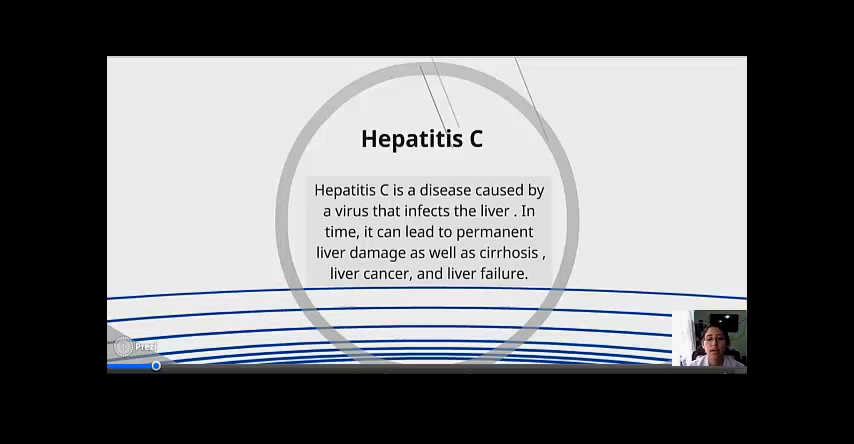 Hepatitis C
Hepatitis C is a disease caused by
a virus that infects the liver . In
time, it can lead to permanent
liver damage as well as cirrhosis ,
liver cancer, and liver failure.
Prezi